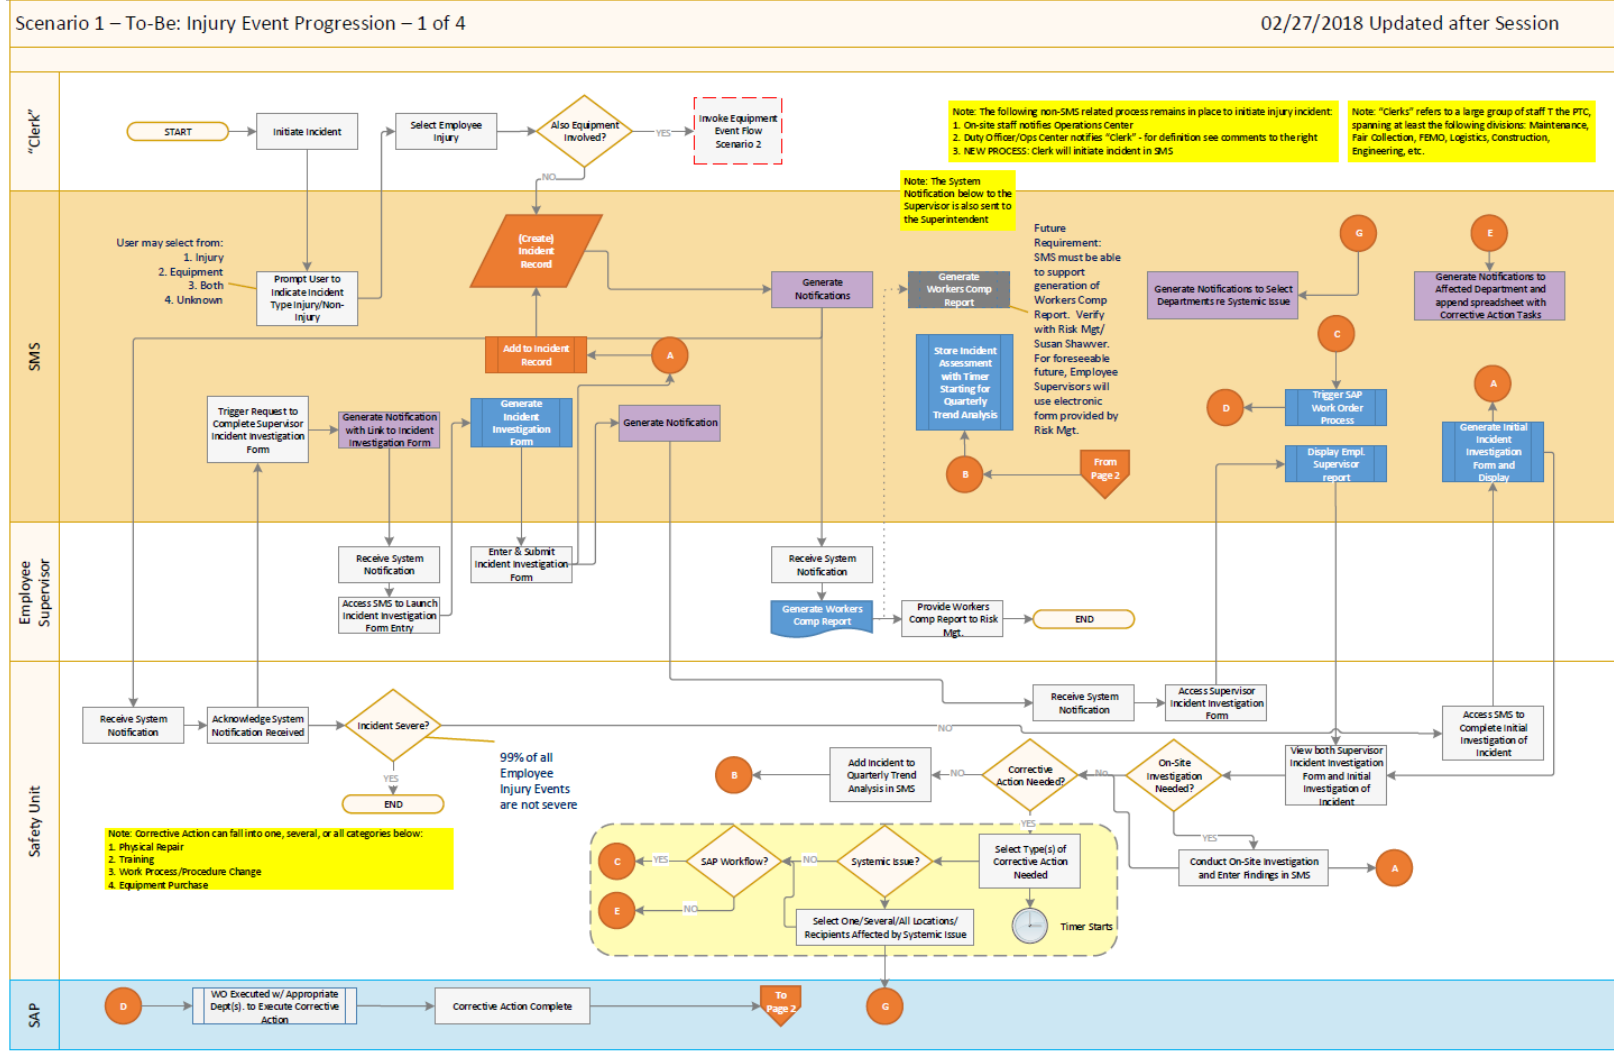 Scenario 1 – To-Be: Injury Event Progression – 1 of 4
02/27/2018 Updated after Session
"Clerk"
START
Initiate Incident
Select Employee
Injury
Also Equipment
Involved?
YES
NO
Invoke Equipment
Event Flow
Scenario 2
Note: The following non-SMS related process remains in place to initiate injury incident:
1. On-site staff notifies Operations Center
2. Duty Officer/Ops Center notifies "Clerk" - for definition see comments to the right
3. NEW PROCESS: Clerk will initiate incident in SMS
Note: "Clerks" refers to a large group of staff T the PTC,
spanning at least the following divisions: Maintenance,
Fair Collection, FEMO, Logistics, Construction,
Engineering, etc.
SMS
Note: The System
Notification below to the
Supervisor is also sent to
the Superintendent
User may select from:
1. Injury
2. Equipment
3. Both
4. Unknown
Prompt User to
Indicate Incident
Type Injury/Non-
Injury
(Create)
Incident
Record
Generate
Notifications
Generate
Workers Comp
Report
Future
Requirement:
SMS must be able
to support
generation of
Workers Comp
Report. Verify
with Risk Mgt/
Susan Shawver.
For foreseeable
future, Employee
Supervisors will
use electronic
form provided by
Risk Mgt.
G
E
Generate Notifications to Select
Departments re Systemic Issue
Generate Notifications to
Affected Department and
append spreadsheet with
Corrective Action Tasks
Add to Incident
Record
A
Store Incident
Assessment
with Timer
Starting for
Quarterly
Trend Analysis
C
A
Trigger Request to
Complete Supervisor
Incident Investigation
Form
Generate Notification
with Link to Incident
Investigation Form
Generate
Incident
Investigation
Form
Generate Notification
D
Trigger SAP
Work Order
Process
Generate Initial
Incident
Investigation
Form and
Display
B
From
Page 2
Display Empl.
Supervisor
report
Employee
Supervisor
Receive System
Notification
Enter & Submit
Incident Investigation
Form
Receive System
Notification
Access SMS to Launch
Incident Investigation
Form Entry
Generate Workers
Comp Report
Provide Workers
Comp Report to Risk
Mgt.
END
Safety Unit
Receive System
Notification
Acknowledge System
Notification Received
Incident Severe?
NO
YES
END
99% of all
Employee
Injury Events
are not severe
Receive System
Notification
Access Supervisor
Incident Investigation
Form
Access SMS to
Complete Initial
Investigation of
Incident
B
Add Incident to
Quarterly Trend
Analysis in SMS
NO
Corrective
Action Needed?
No
On-Site
Investigation
Needed?
View both Supervisor
Incident Investigation
Form and Initial
Investigation of
Incident
YES
YES
Note: Corrective Action can fall into one, several, or all categories below:
1. Physical Repair
2. Training
3. Work Process/Procedure Change
4. Equipment Purchase
C
YES
SAP Workflow?
NO
Systemic Issue?
Select Type(s) of
Corrective Action
Needed
Conduct On-Site Investigation
and Enter Findings in SMS
A
E
NO
Select One/Several/All Locations/
Recipients Affected by Systemic Issue
Timer Starts
SAP
D
WO Executed w/ Appropriate
Dept(s). to Execute Corrective
Action
Corrective Action Complete
To
Page 2
G